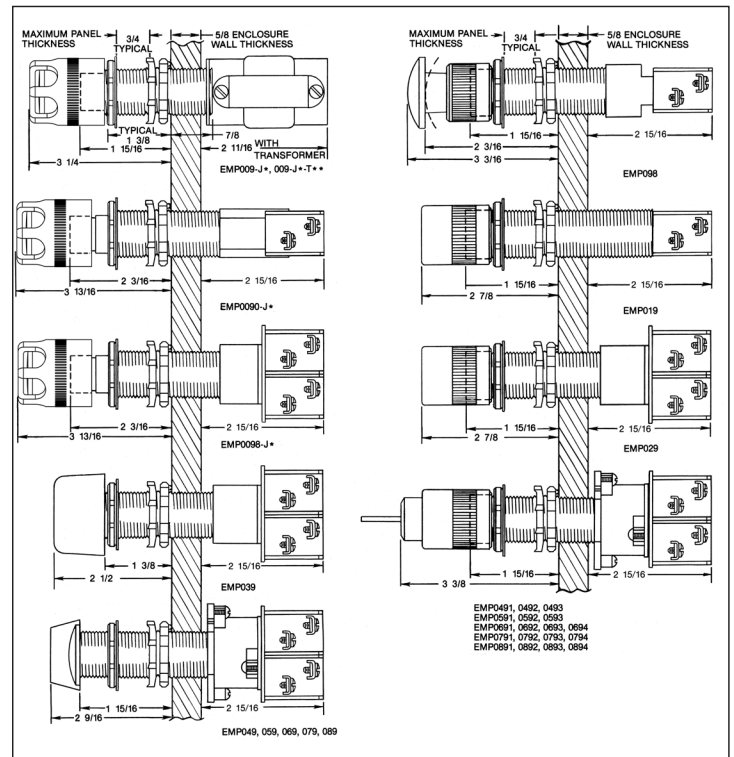 MAXIMUM PANEL THICKNESS
3/4 TYPICAL
5/8 ENCLOSURE WALL THICKNESS
TYPICAL
1 3/8
7/8
1 15/16
2 11/16 WITH TRANSFORMER
3 1/4
EMP009-J*, 009-J*-T**
2 3/16
2 15/16
3 13/16
EMP0090-J*
2 3/16
2 15/16
3 13/16
EMP0098-J*
1 3/8
2 15/16
2 1/2
EMP039
1 15/16
2 15/16
2 9/16
EMP049, 059, 069, 079, 089
MAXIMUM PANEL THICKNESS
3/4 TYPICAL
5/8 ENCLOSURE WALL THICKNESS
1 15/16
2 15/16
2 3/16
3 3/16
EMP098
1 15/16
2 15/16
2 7/8
EMP019
1 15/16
2 15/16
2 7/8
EMP029
1 15/16
2 15/16
3 3/8
EMP0491, 0492, 0493
EMP0591, 0592, 0593
EMP0691, 0692, 0693, 0694
EMP0791, 0792, 0793, 0794
EMP0891, 0892, 0893, 0894